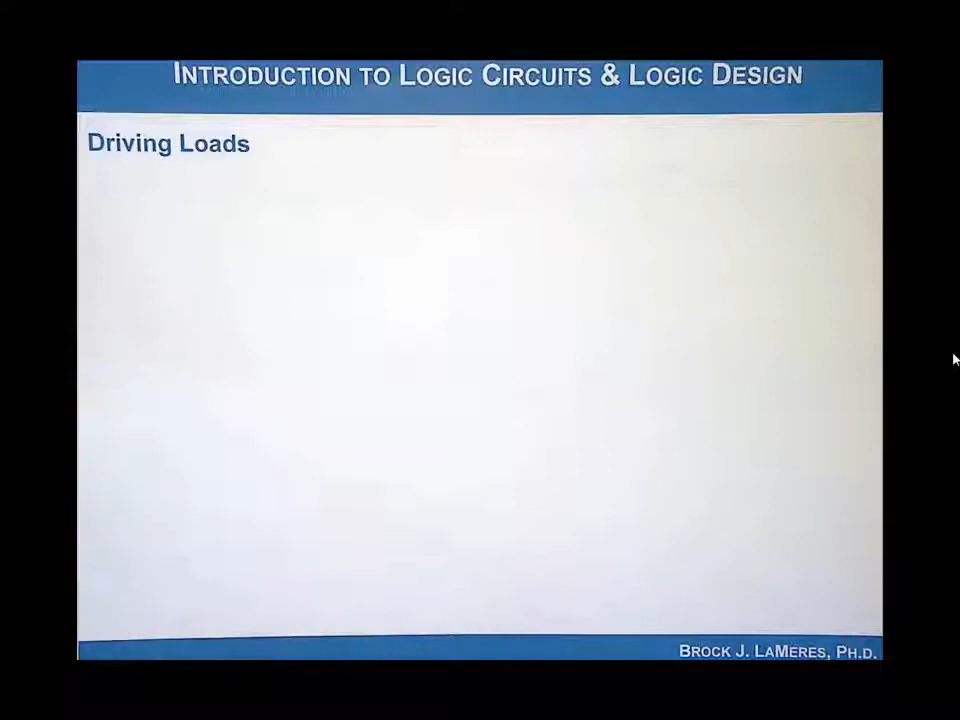 INTRODUCTION TO LOGIC CIRCUITS & LOGIC DESIGN
Driving Loads
BROCK J. LAMERES, PH.D.